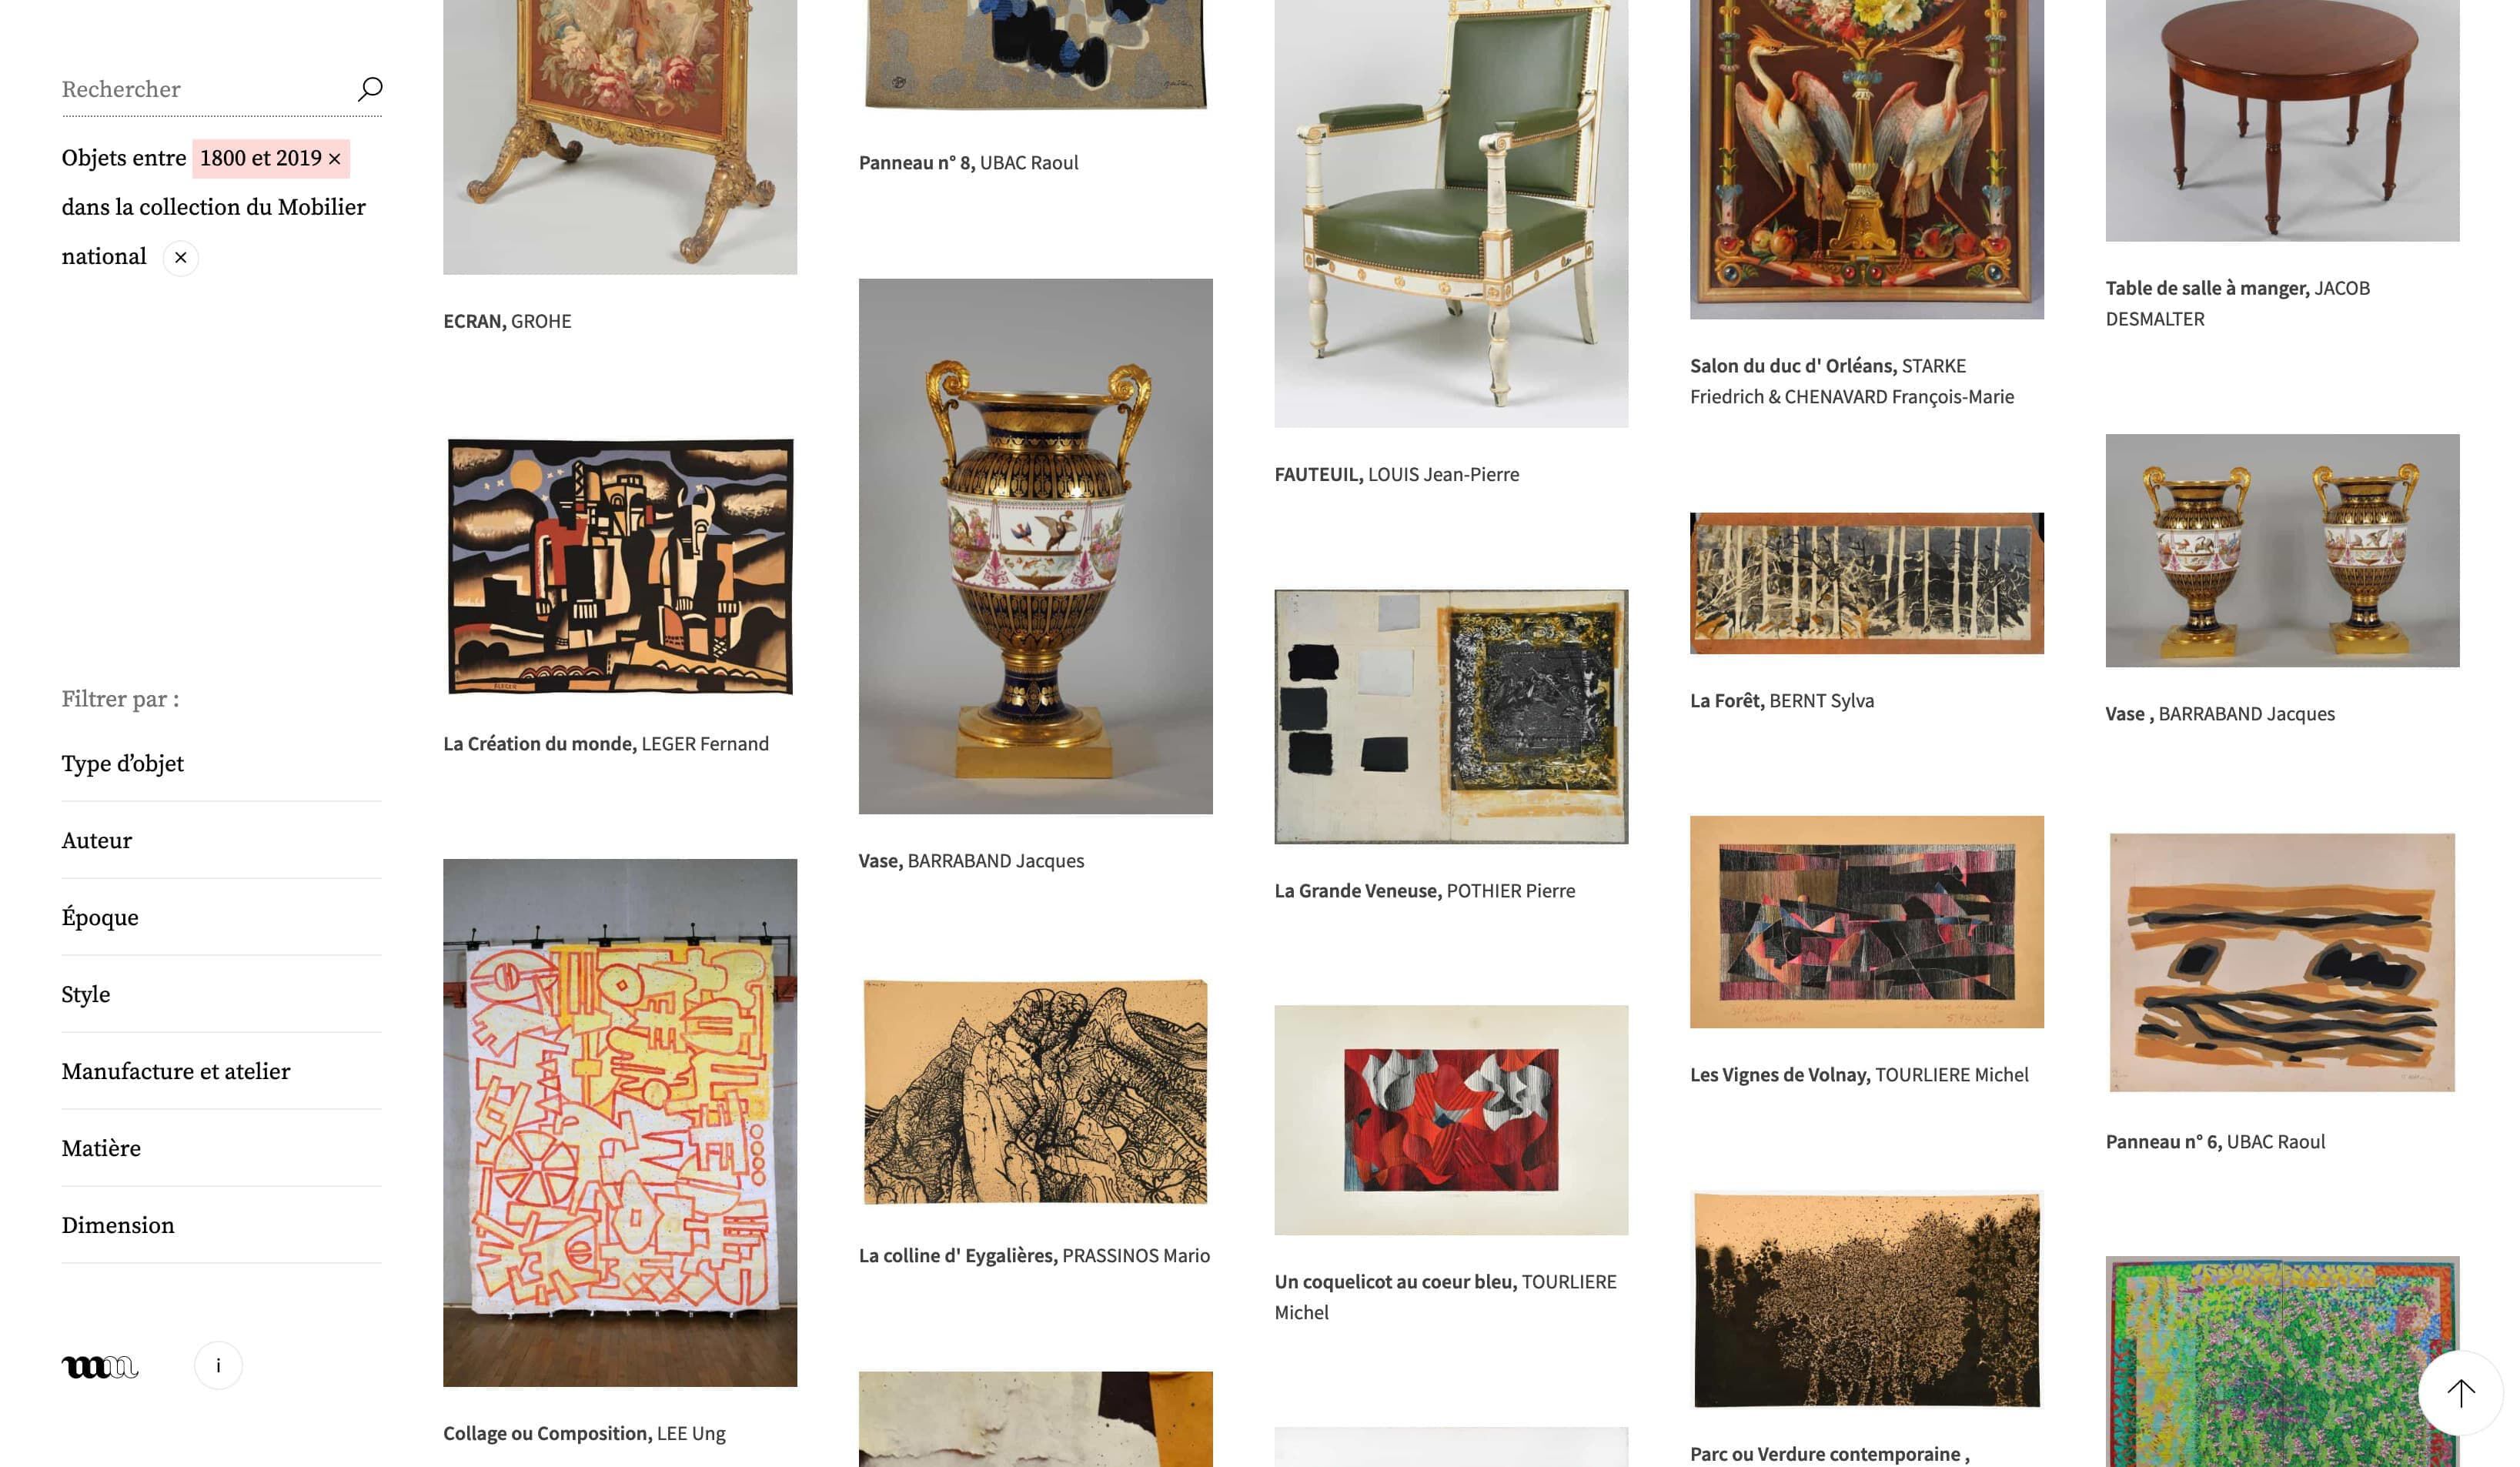 Rechercher
Objets entre 1800 et 2019 ×
dans la collection du Mobilier
national ×
Filtrer par :
Type d’objet
Auteur
Époque
Style
Manufacture et atelier
Matière
Dimension
i
ECRAN, GROHE
La Création du monde, LEGER Fernand
Collage ou Composition, LEE Ung
Panneau n° 8, UBAC Raoul
Vase, BARRABAND Jacques
La colline d' Eygalières, PRASSINOS Mario
FAUTEUIL, LOUIS Jean-Pierre
La Grande Veneuse, POTHIER Pierre
Un coquelicot au coeur bleu, TOURLIERE
Michel
Salon du duc d' Orléans, STARKE
Friedrich & CHENAVARD François-Marie
La Forêt, BERNT Sylva
Les Vignes de Volnay, TOURLIERE Michel
Parc ou Verdure contemporaine ,
Table de salle à manger, JACOB
DESMALTER
Vase , BARRABAND Jacques
Panneau n° 6, UBAC Raoul